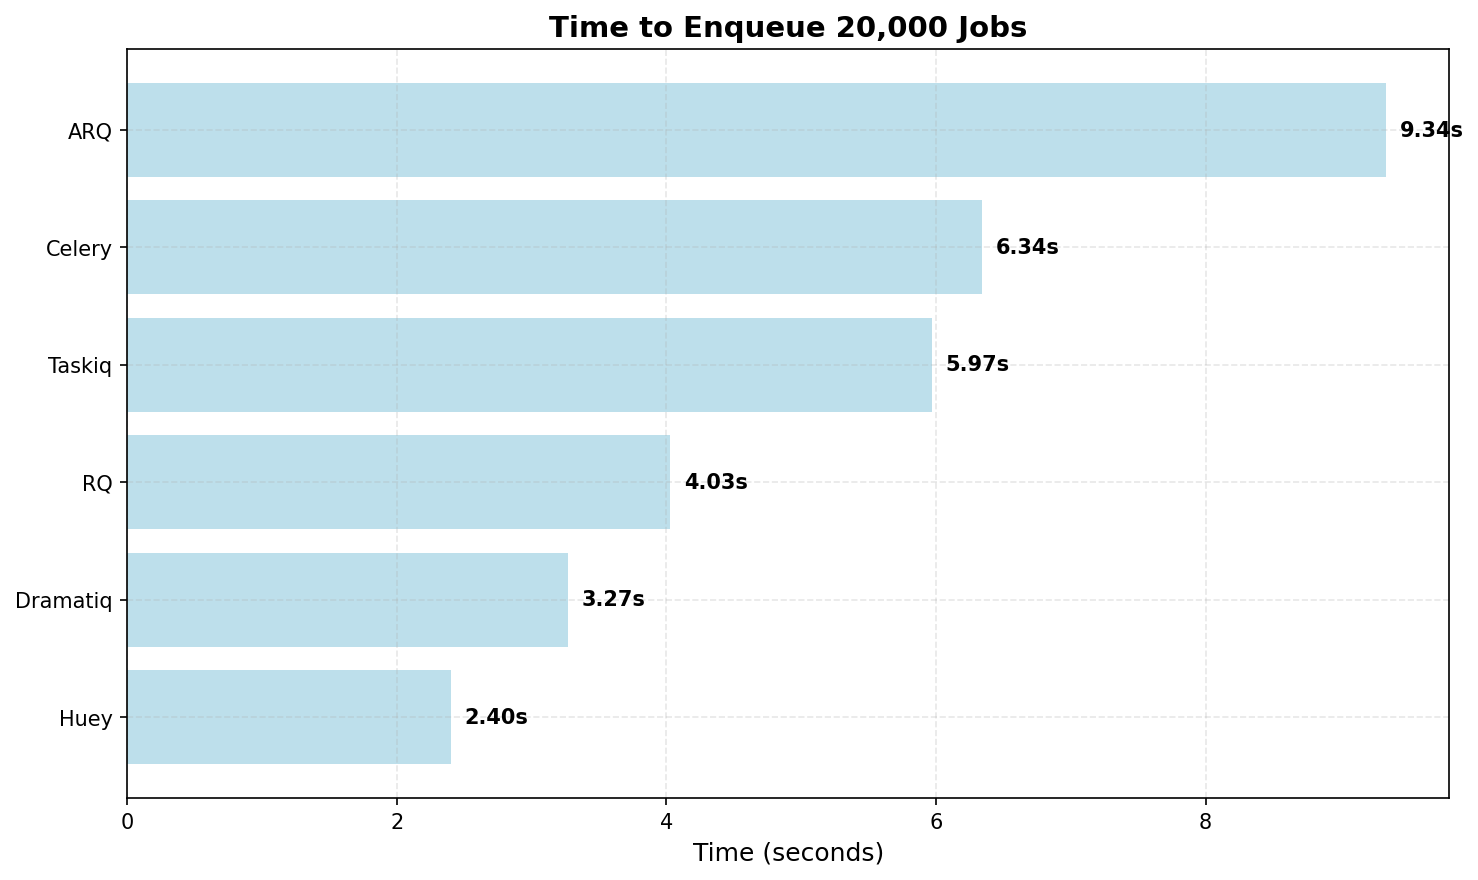 Time to Enqueue 20,000 Jobs
ARQ 9.34s
Celery 6.34s
Taskiq 5.97s
RQ 4.03s
Dramatiq 3.27s
Huey 2.40s
0 2 4 6 8
Time (seconds)